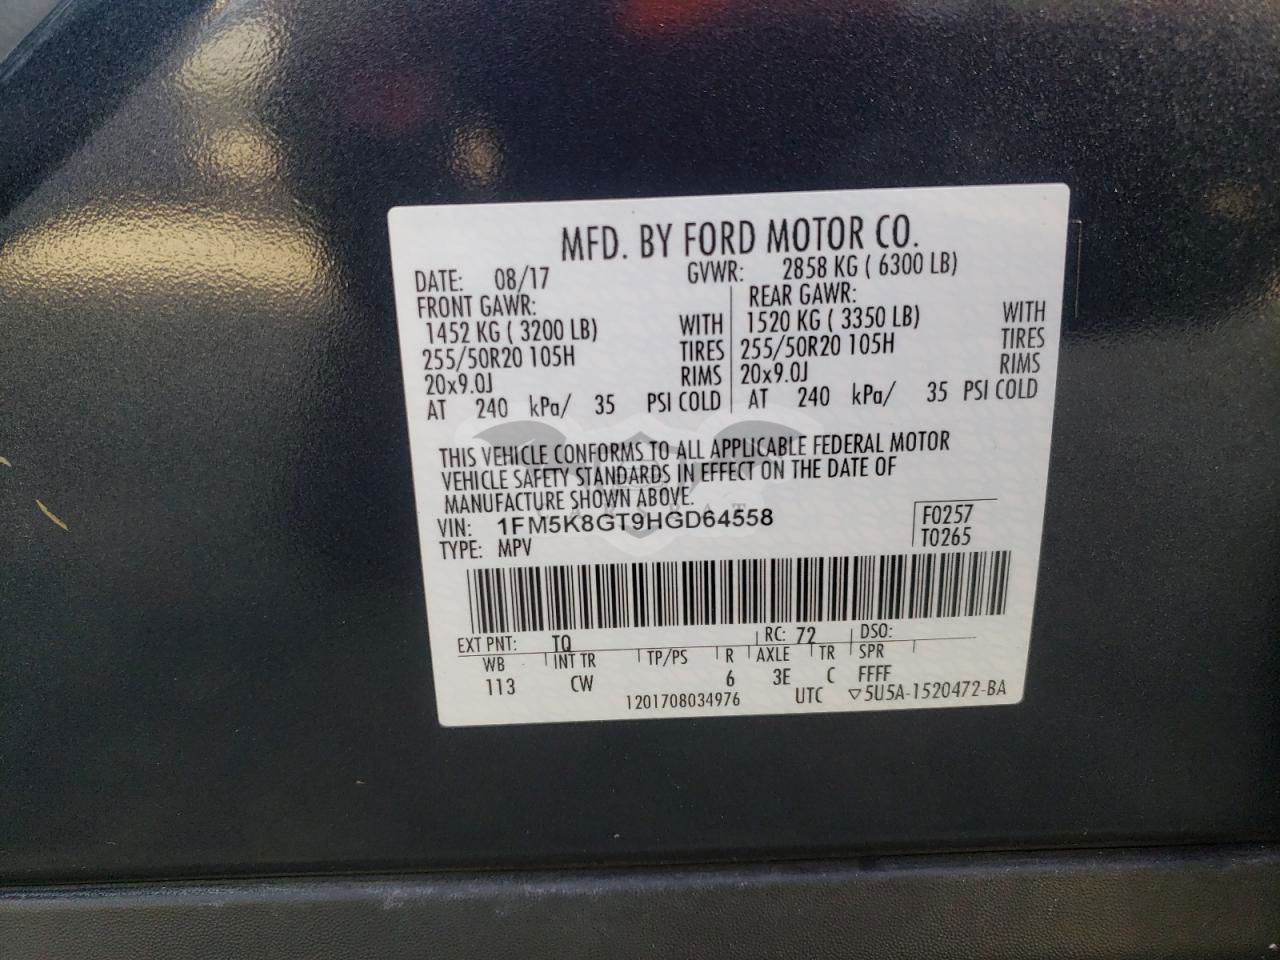 MFD. BY FORD MOTOR CO.
DATE: 08/17 GVWR: 2858 KG ( 6300 LB)
FRONT GAWR: REAR GAWR:
1452 KG ( 3200 LB) WITH 1520 KG ( 3350 LB) WITH
255/50R20 105H TIRES 255/50R20 105H TIRES
20x9.0J RIMS 20x9.0J RIMS
AT 240 kPa/ 35 PSI COLD AT 240 kPa/ 35 PSI COLD
THIS VEHICLE CONFORMS TO ALL APPLICABLE FEDERAL MOTOR
VEHICLE SAFETY STANDARDS IN EFFECT ON THE DATE OF
MANUFACTURE SHOWN ABOVE.
VIN: 1FM5K8GT9HGD64558 F0257
TYPE: MPV T0265
EXT PNT: TQ RC: 72 DSO:
WB INT TR TP/PS R AXLE TR SPR
113 CW 6 3E C FFFF
1201708034976 UTC ▽5U5A-1520472-BA